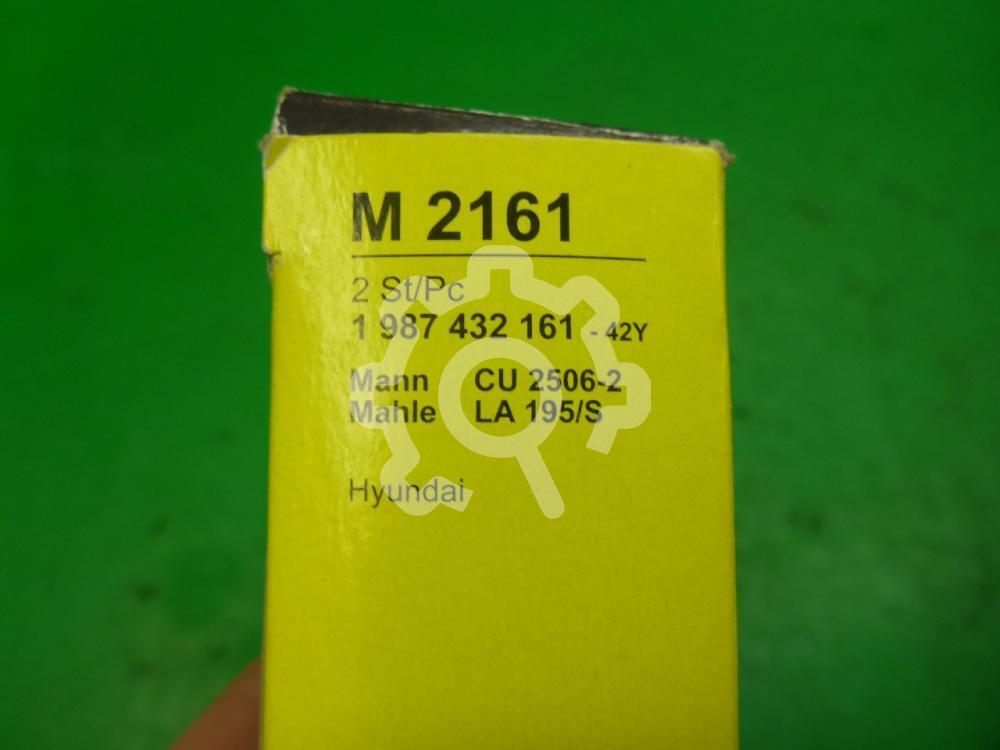 M 2161
2 St/Pc
1 987 432 161 - 42Y
Mann CU 2506-2
Mahle LA 195/S
Hyundai